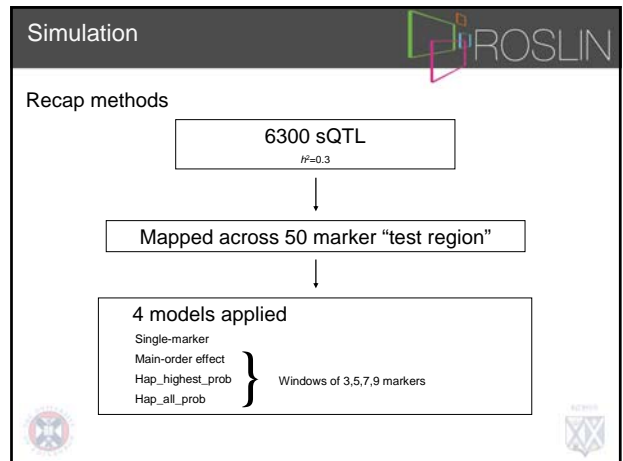 Simulation
ROSLIN
Recap methods
6300 sQTL
h²=0.3
Mapped across 50 marker “test region”
4 models applied
Single-marker
Main-order effect
Hap_highest_prob
Hap_all_prob
} Windows of 3,5,7,9 markers